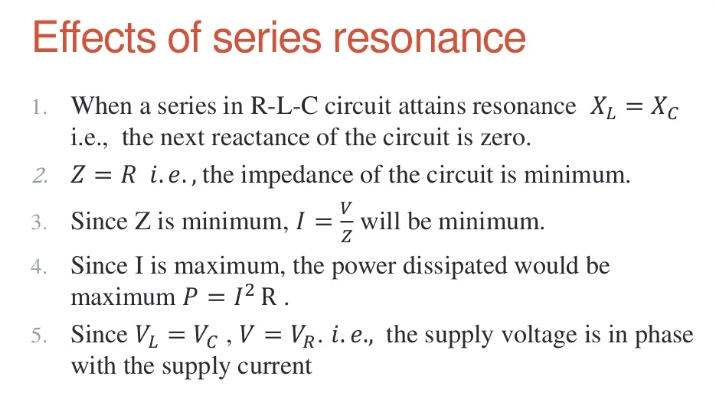 Effects of series resonance
1. When a series in R-L-C circuit attains resonance X_L = X_C
i.e., the next reactance of the circuit is zero.
2. Z = R i.e., the impedance of the circuit is minimum.
3. Since Z is minimum, I = V/Z will be minimum.
4. Since I is maximum, the power dissipated would be
maximum P = I² R .
5. Since V_L = V_C , V = V_R. i.e., the supply voltage is in phase
with the supply current